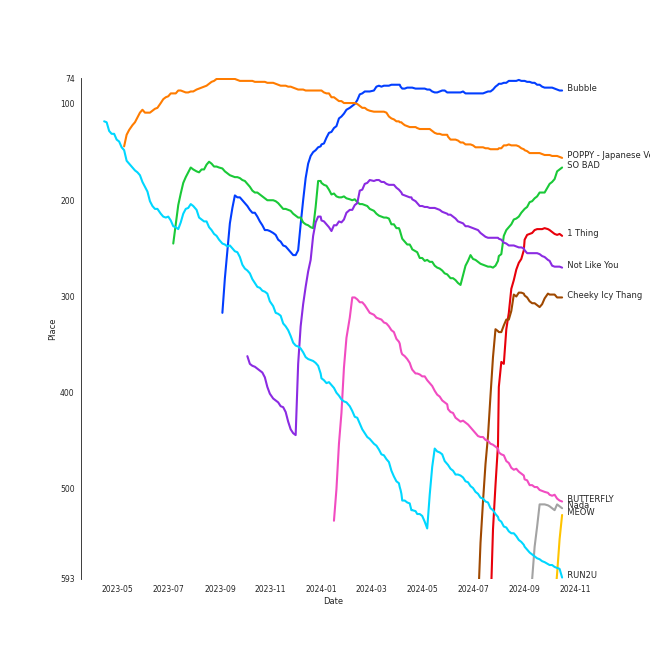 74
100
200
300
400
500
593
Place
2023-05 2023-07 2023-09 2023-11 2024-01 2024-03 2024-05 2024-07 2024-09 2024-11
Date
Bubble
POPPY - Japanese Ve
SO BAD
1 Thing
Not Like You
Cheeky Icy Thang
BUTTERFLY
Nada
MEOW
RUN2U